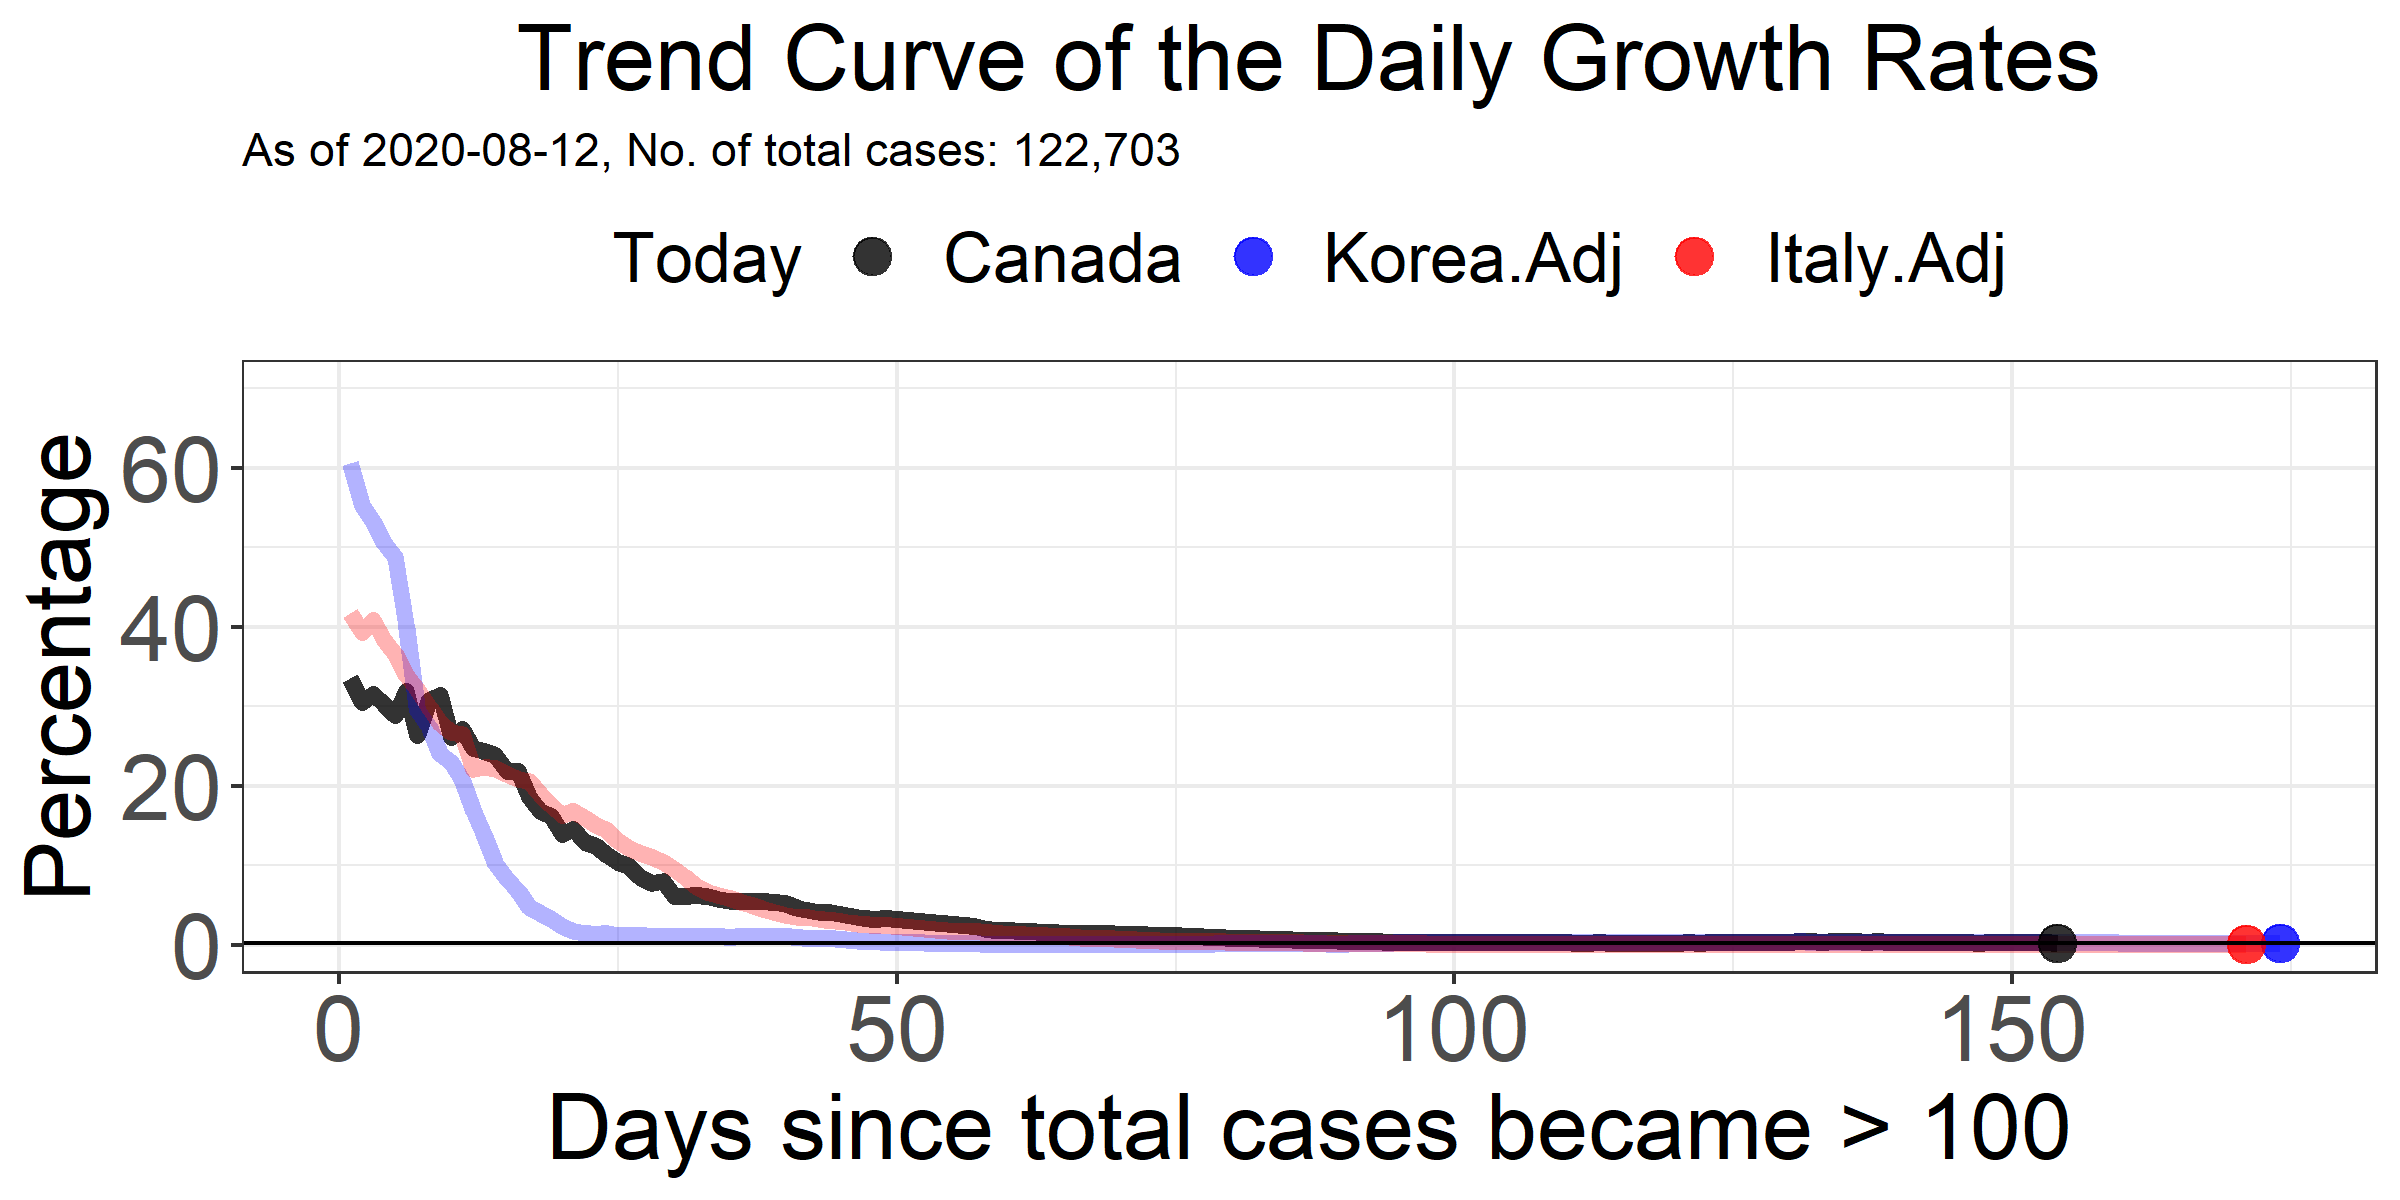 Trend Curve of the Daily Growth Rates
As of 2020-08-12, No. of total cases: 122,703
Today Canada Korea.Adj Italy.Adj
Percentage
60
40
20
0
0 50 100 150
Days since total cases became > 100